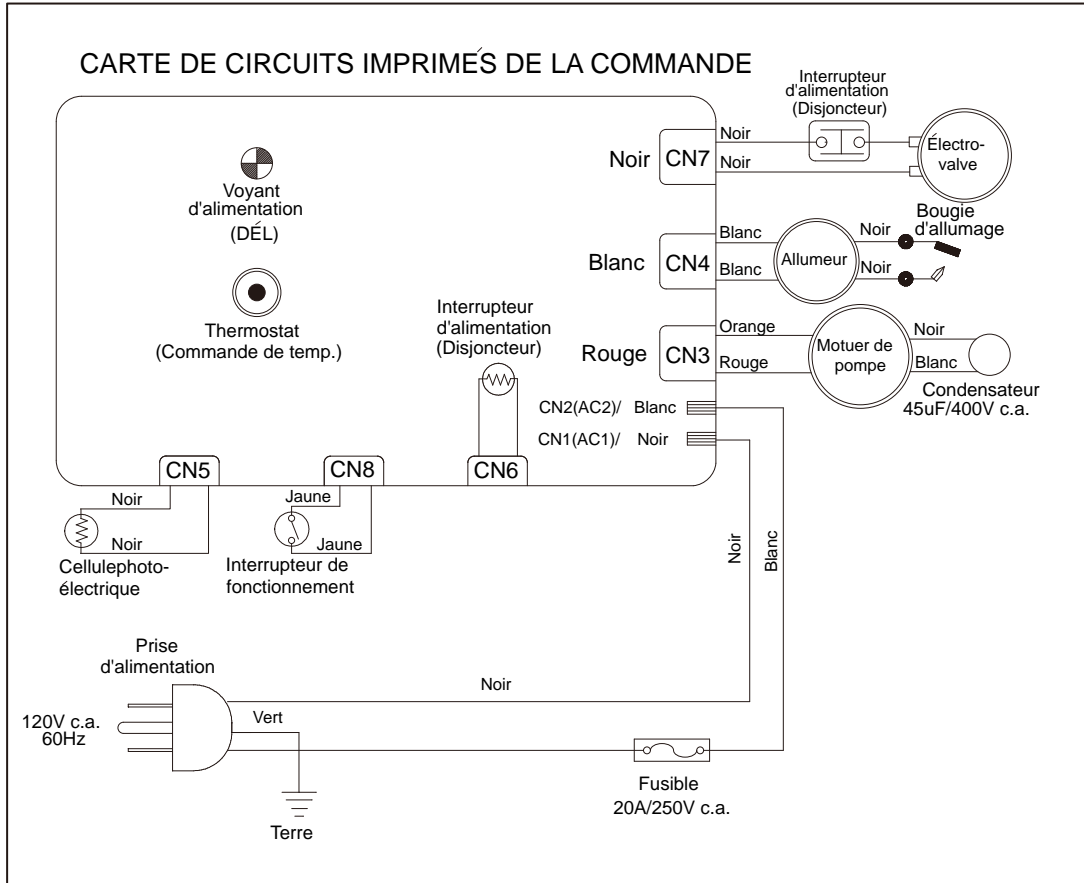 CARTE DE CIRCUITS IMPRIMÉS DE LA COMMANDE
Interrupteur
d'alimentation
(Disjoncteur)
Noir
CN7
Noir
Noir
Électro-
valve
Voyant
d'alimentation
(DÉL)
Bougie
d'allumage
Blanc
CN4
Blanc
Blanc
Allumeur
Noir
Noir
Thermostat
(Commande de temp.)
Interrupteur
d'alimentation
(Disjoncteur)
Rouge
CN3
Orange
Rouge
Motuer de
pompe
Noir
Blanc
Condensateur
45uF/400V c.a.
CN2(AC2)/ Blanc
CN1(AC1)/ Noir
CN5
CN8
CN6
Noir
Noir
Cellulephoto-
électrique
Jaune
Jaune
Interrupteur de
fonctionnement
Noir
Blanc
Prise
d'alimentation
120V c.a.
60Hz
Noir
Vert
Terre
Fusible
20A/250V c.a.